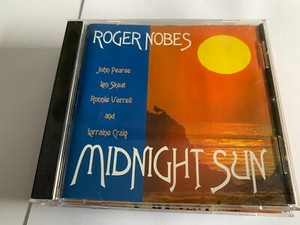 ROGER NOBES
John Pearce
Len Skeat
Ronnie Verrell
and
Lorraine Craig
MIDNIGHT SUN